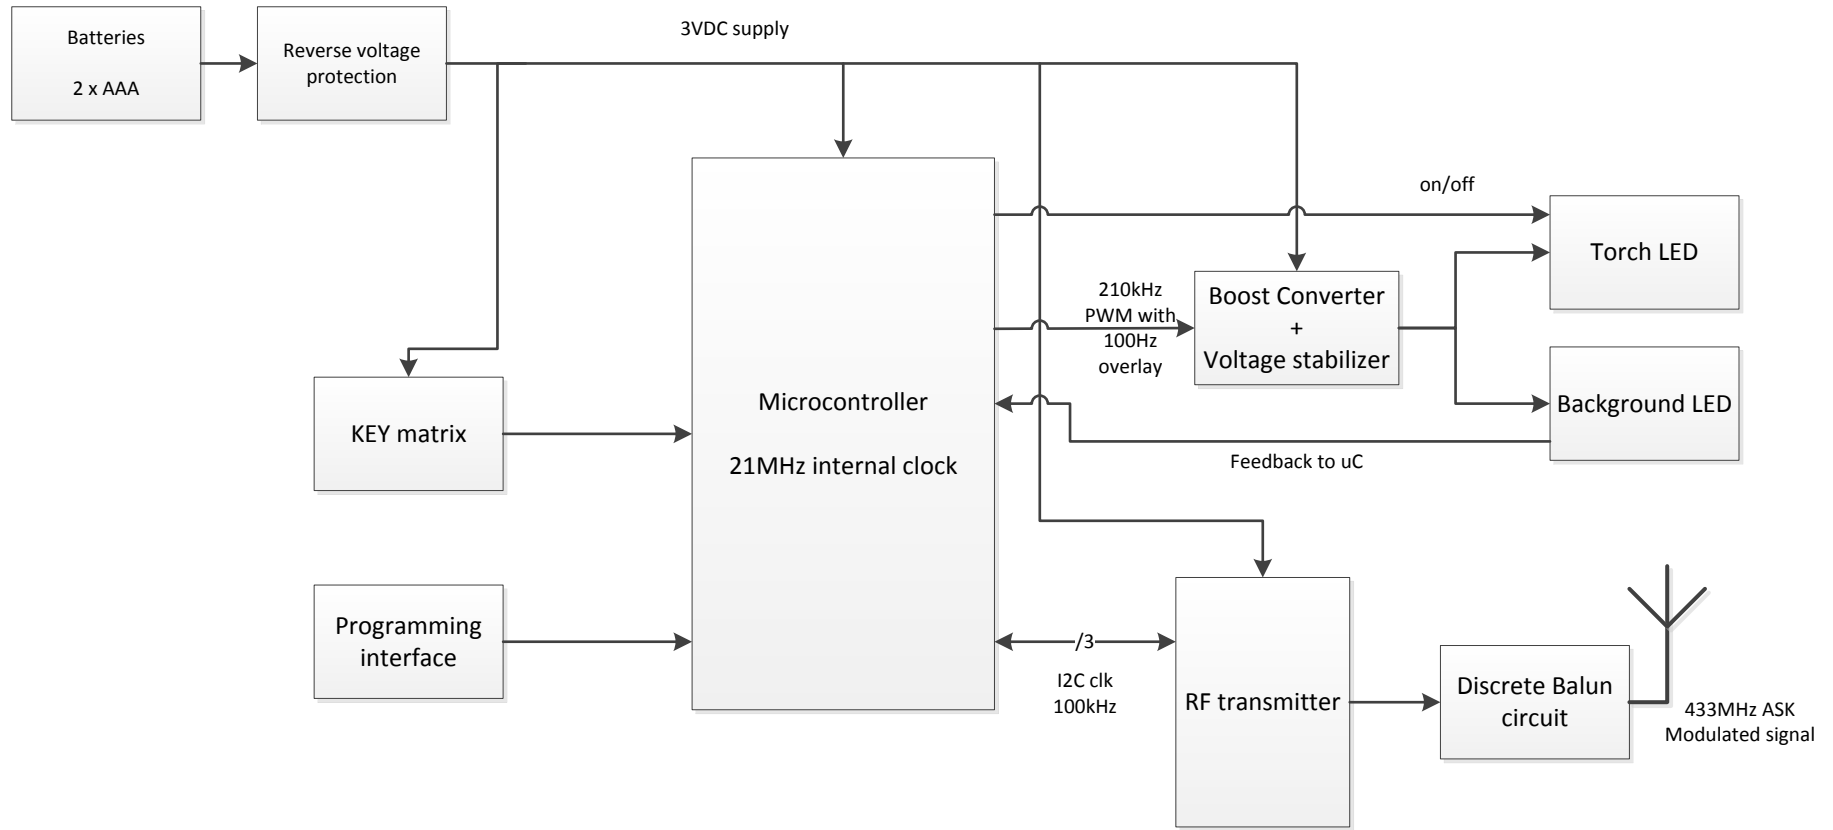 Batteries
2 x AAA
Reverse voltage
protection
3VDC supply
on/off
Torch LED
210kHz
PWM with
100Hz
overlay
Boost Converter
+
Voltage stabilizer
Background LED
Feedback to uC
Microcontroller
21MHz internal clock
KEY matrix
Programming
interface
/3
I2C clk
100kHz
RF transmitter
Discrete Balun
circuit
433MHz ASK
Modulated signal